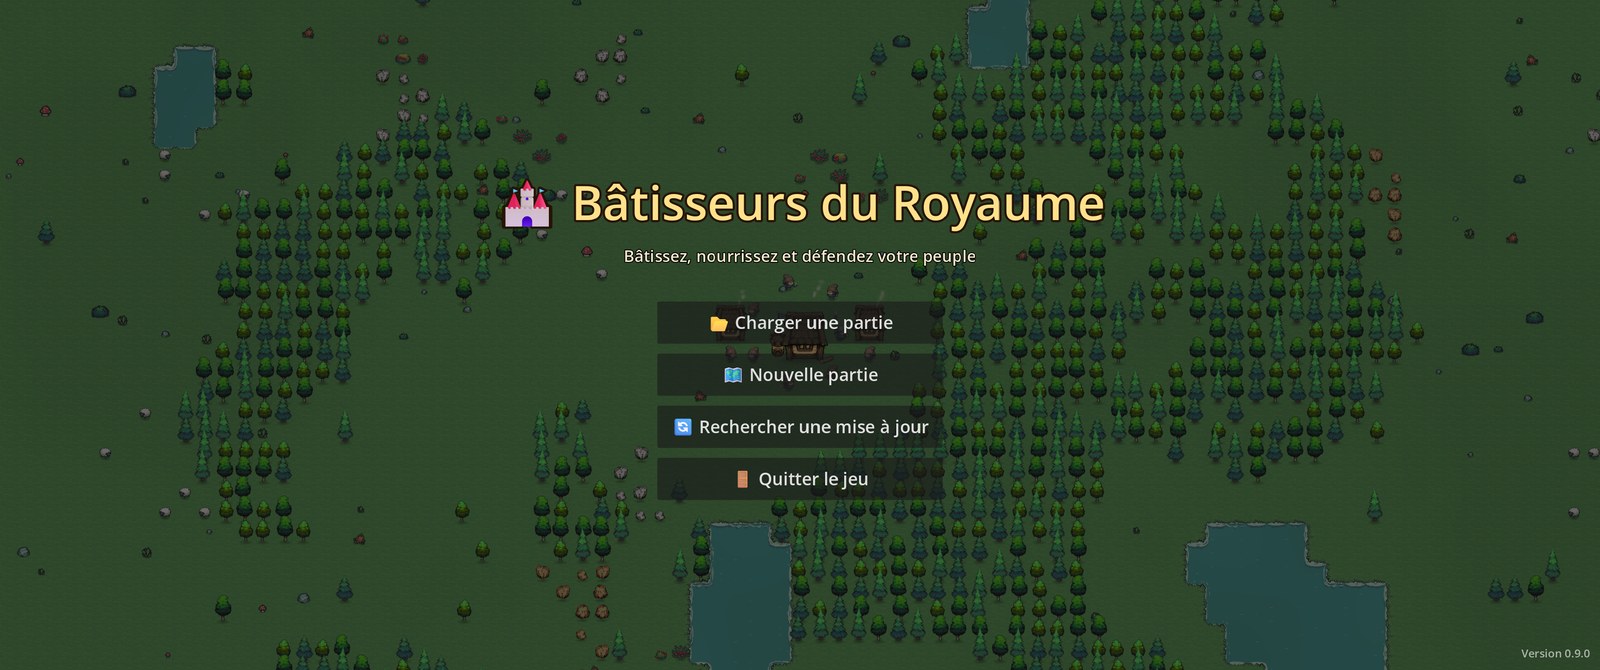 Bâtisseurs du Royaume
Bâtissez, nourrissez et défendez votre peuple
Charger une partie
Nouvelle partie
Rechercher une mise à jour
Quitter le jeu
Version 0.9.0